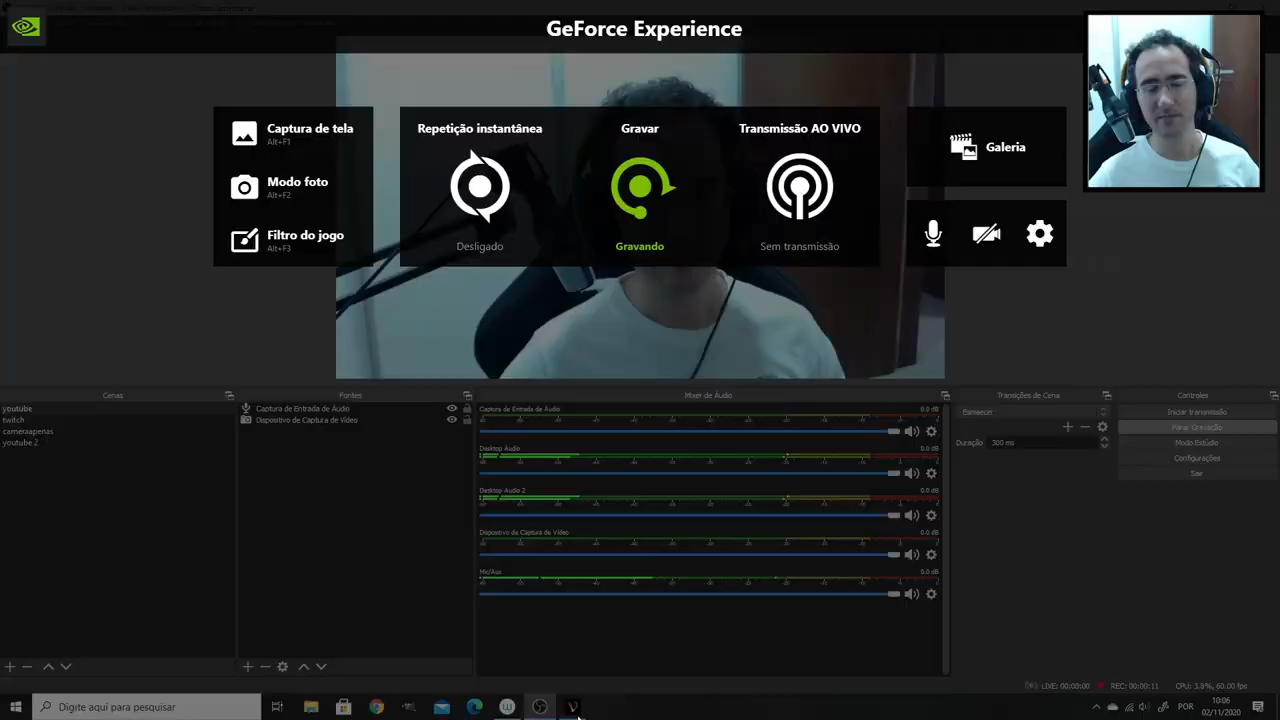 GeForce Experience
Captura de tela
Alt+F1
Modo foto
Alt+F2
Filtro do jogo
Alt+F3
Repetição instantânea
Desligado
Gravar
Gravando
Transmissão AO VIVO
Sem transmissão
Galeria
Cenas
youtube
twitch
cameraapenas
youtube 2
Fontes
Captura de Entrada de Áudio
Dispositivo de Captura de Vídeo
Mixer de Áudio
Captura de Entrada de Áudio
0.0 dB
Desktop Audio
0.0 dB
Desktop Audio 2
0.0 dB
Dispositivo de Captura de Vídeo
0.0 dB
Mic/Aux
0.0 dB
Transições de Cena
Esmaecer
Duração
300 ms
Controles
Iniciar transmissão
Parar Gravação
Modo Estúdio
Configurações
Sair
LIVE: 00:00:00
REC: 00:00:11
CPU: 3.8%, 60.00 fps
Digite aqui para pesquisar
POR
10:06
02/11/2020